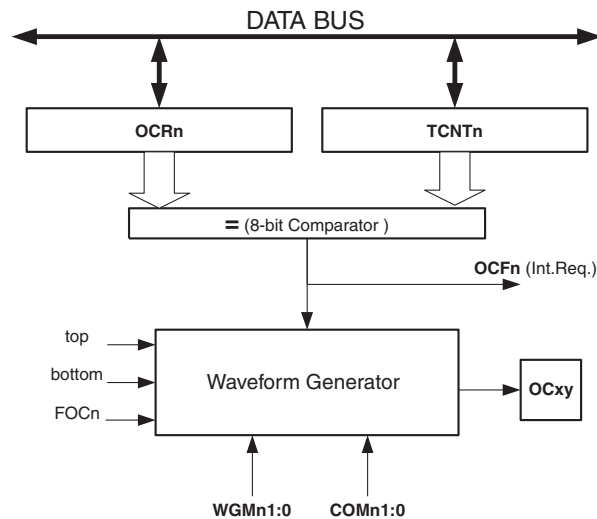 DATA BUS
OCRn
TCNTn
= (8-bit Comparator )
OCFn (Int.Req.)
top
bottom
FOCn
Waveform Generator
OCxy
WGMn1:0
COMn1:0